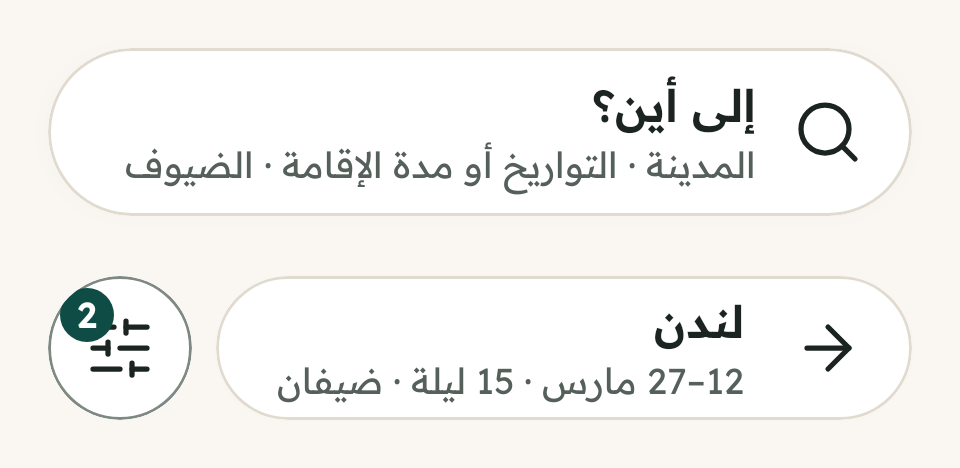 إلى أين؟
المدينة · التواريخ أو مدة الإقامة · الضيوف
لندن
12–27 مارس · 15 ليلة · ضيفان
2